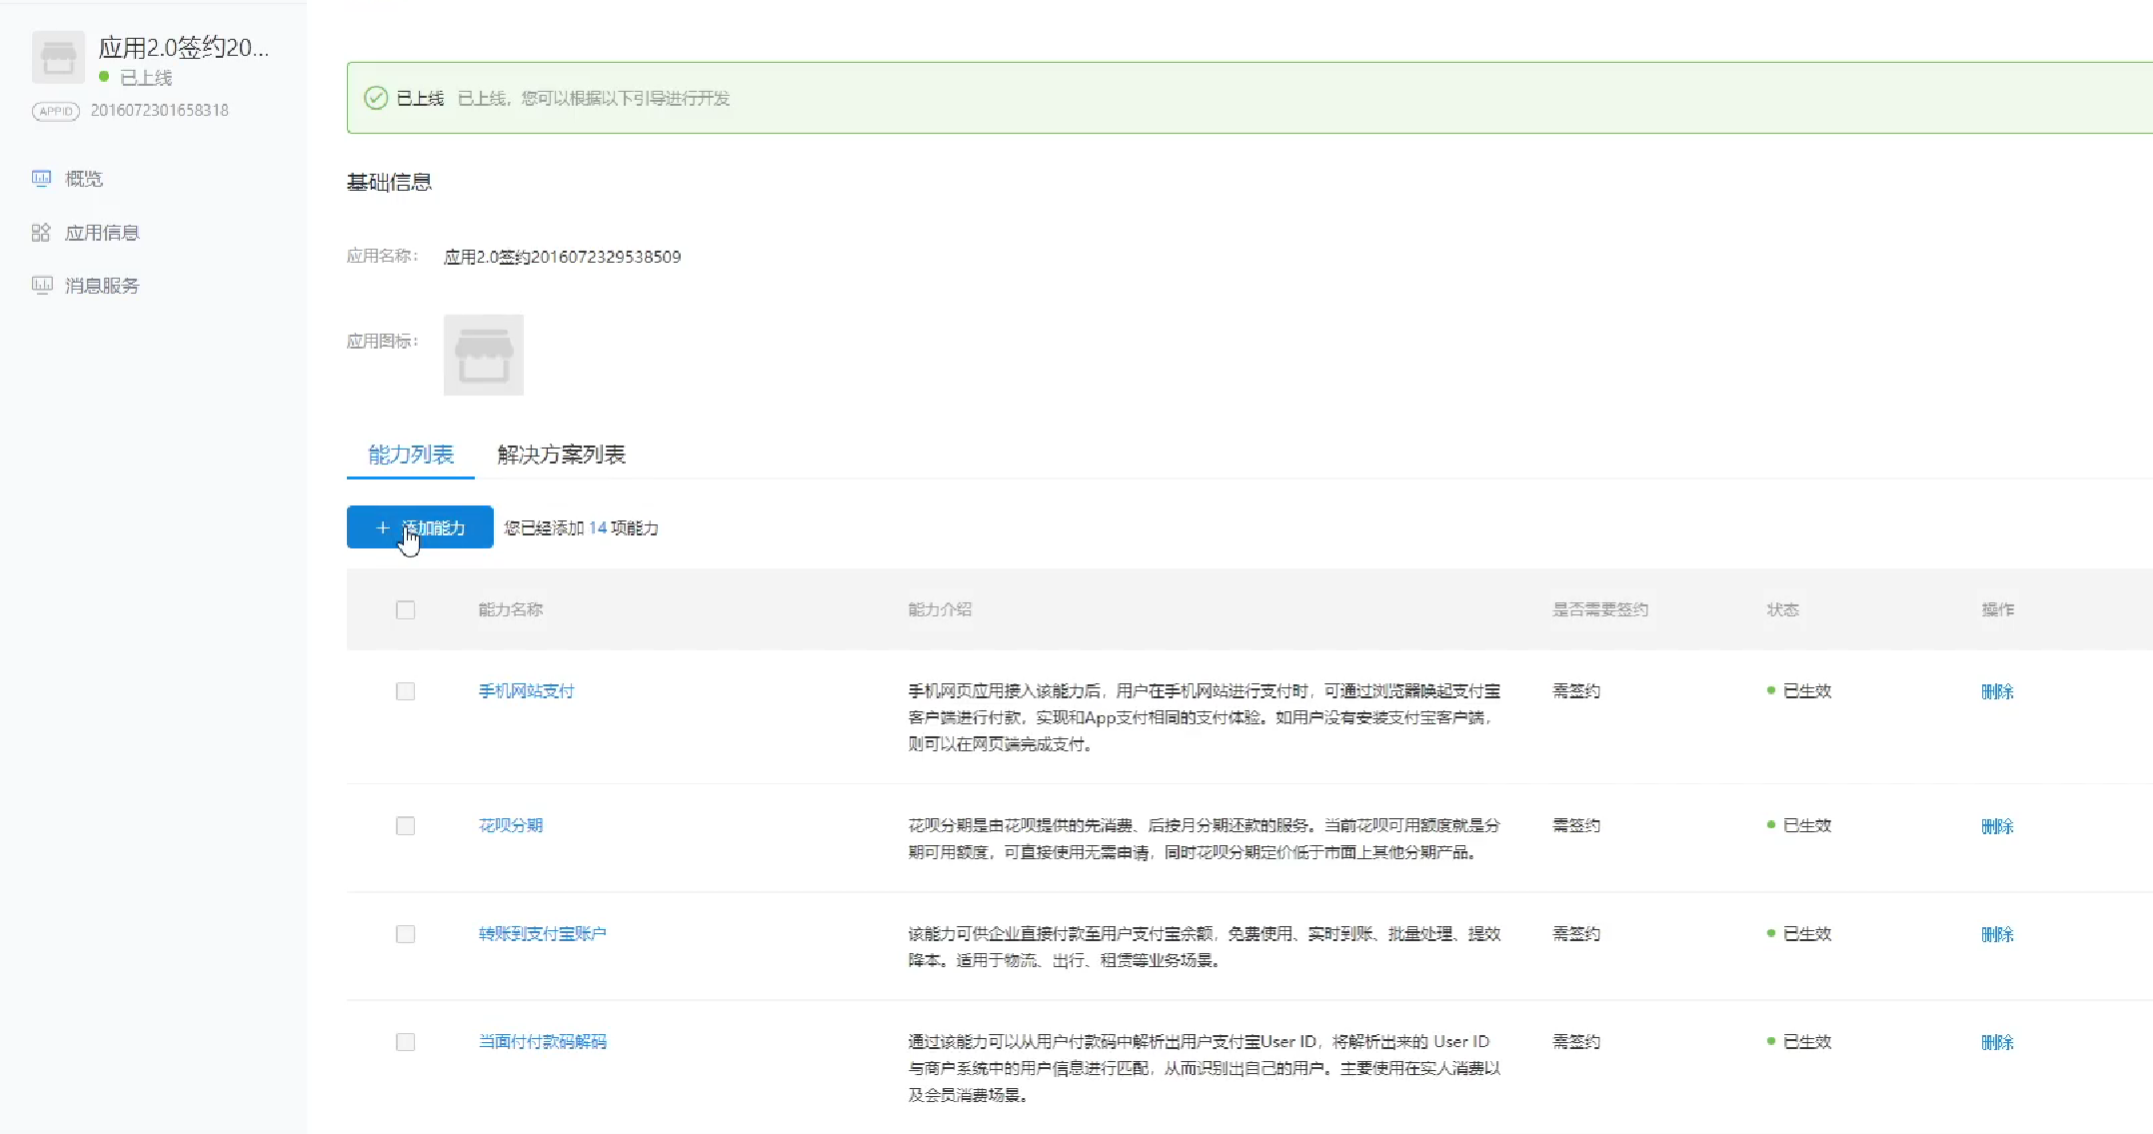 应用2.0签约20...
已上线
APPID 2016072301658318
概览
应用信息
消息服务
已上线 已上线，您可以根据以下引导进行开发
基础信息
应用名称： 应用2.0签约2016072329538509
应用图标：
能力列表 解决方案列表
+ 添加能力 您已经添加 14 项能力
能力名称 能力介绍 是否需要签约 状态 操作
手机网站支付 手机网页应用接入该能力后，用户在手机网站进行支付时，可通过浏览器唤起支付宝 需签约 已生效 删除
客户端进行付款，实现和App支付相同的支付体验。如用户没有安装支付宝客户端，
则可以在网页端完成支付。
花呗分期 花呗分期是由花呗提供的先消费、后按月分期还款的服务。当前花呗可用额度就是分 需签约 已生效 删除
期可用额度，可直接使用无需申请，同时花呗分期定价低于市面上其他分期产品。
转账到支付宝账户 该能力可供企业直接付款至用户支付宝余额，免费使用、实时到账、批量处理、提效 需签约 已生效 删除
降本。适用于物流、出行、租赁等业务场景。
当面付付款码解码 通过该能力可以从用户付款码中解析出用户支付宝User ID，将解析出来的 User ID 需签约 已生效 删除
与商户系统中的用户信息进行匹配，从而识别出自己的用户。主要使用在实人消费以
及会员消费场景。